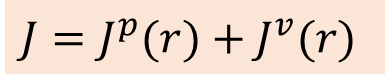 J = J^p(r) + J^v(r)